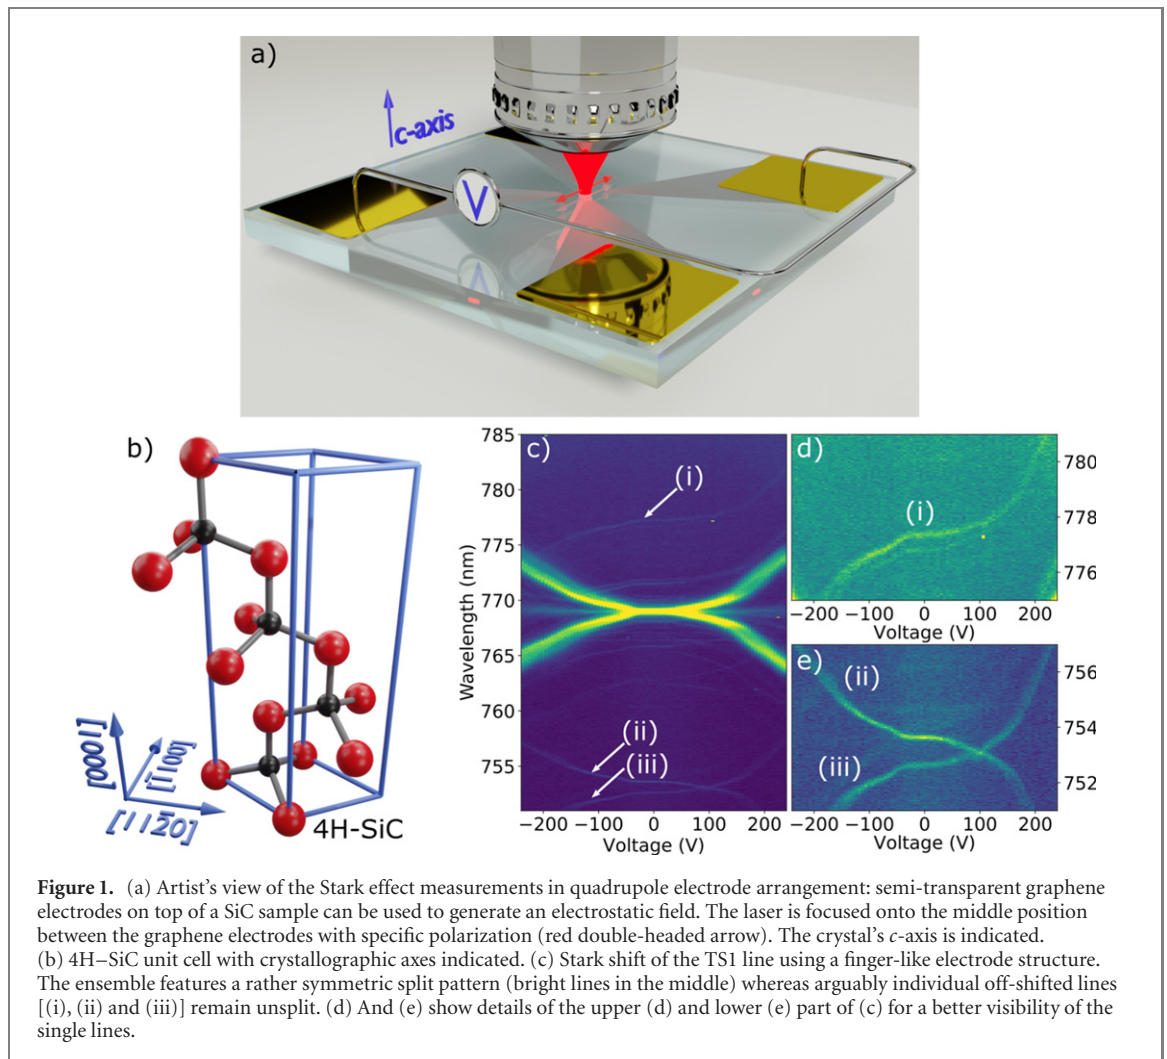 a)
c-axis
V
b)
[0001]
[1̅100]
[112̅0]
4H-SiC
c)
(i)
(ii)
(iii)
785
780
775
770
765
760
755
Wavelength (nm)
−200 −100 0 100 200
Voltage (V)
d)
(i)
780
778
776
−200 −100 0 100 200
Voltage (V)
e)
(ii)
(iii)
756
754
752
−200 −100 0 100 200
Voltage (V)
Figure 1. (a) Artist's view of the Stark effect measurements in quadrupole electrode arrangement: semi-transparent graphene
electrodes on top of a SiC sample can be used to generate an electrostatic field. The laser is focused onto the middle position
between the graphene electrodes with specific polarization (red double-headed arrow). The crystal's c-axis is indicated.
(b) 4H–SiC unit cell with crystallographic axes indicated. (c) Stark shift of the TS1 line using a finger-like electrode structure.
The ensemble features a rather symmetric split pattern (bright lines in the middle) whereas arguably individual off-shifted lines
[(i), (ii) and (iii)] remain unsplit. (d) And (e) show details of the upper (d) and lower (e) part of (c) for a better visibility of the
single lines.